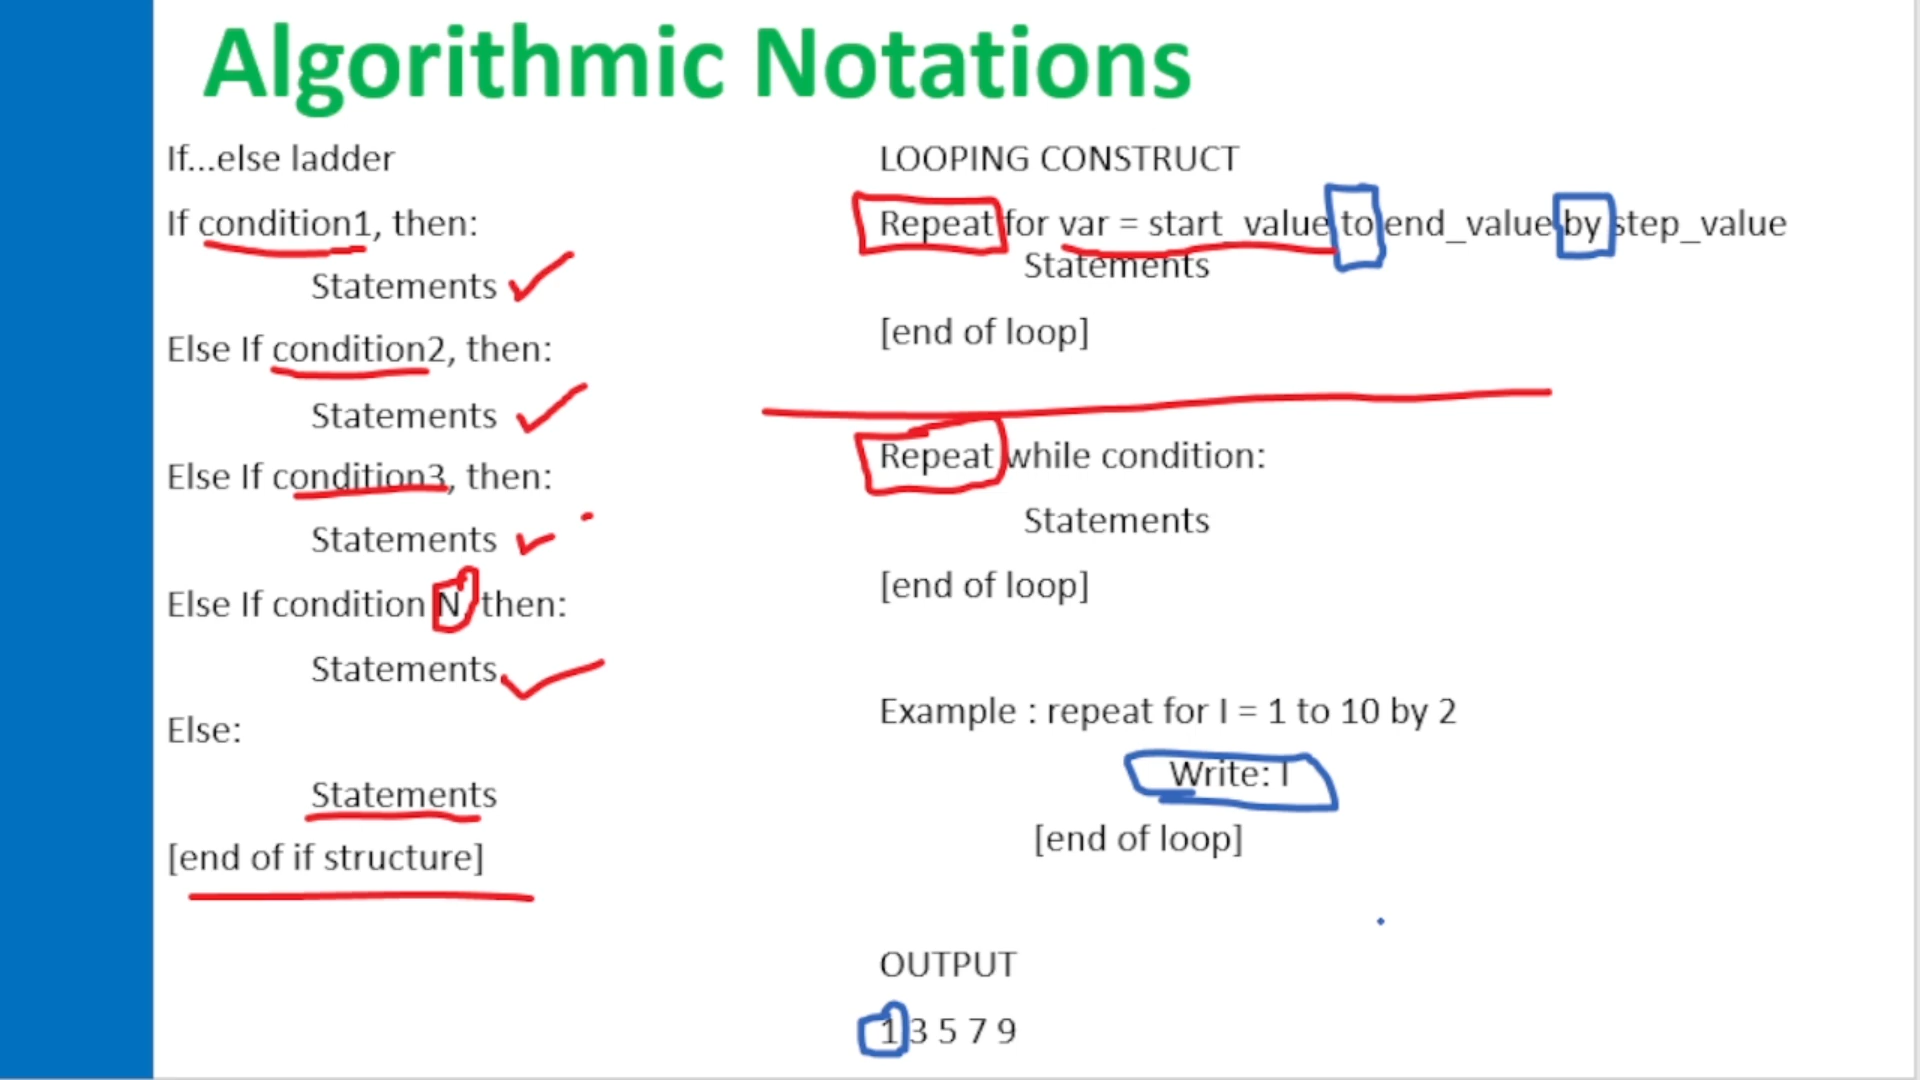 Algorithmic Notations
If...else ladder
If condition1, then:
Statements
Else If condition2, then:
Statements
Else If condition3, then:
Statements
Else If condition N, then:
Statements
Else:
Statements
[end of if structure]
LOOPING CONSTRUCT
Repeat for var = start_value to end_value by step_value
Statements
[end of loop]
Repeat while condition:
Statements
[end of loop]
Example : repeat for I = 1 to 10 by 2
Write: I
[end of loop]
OUTPUT
1 3 5 7 9